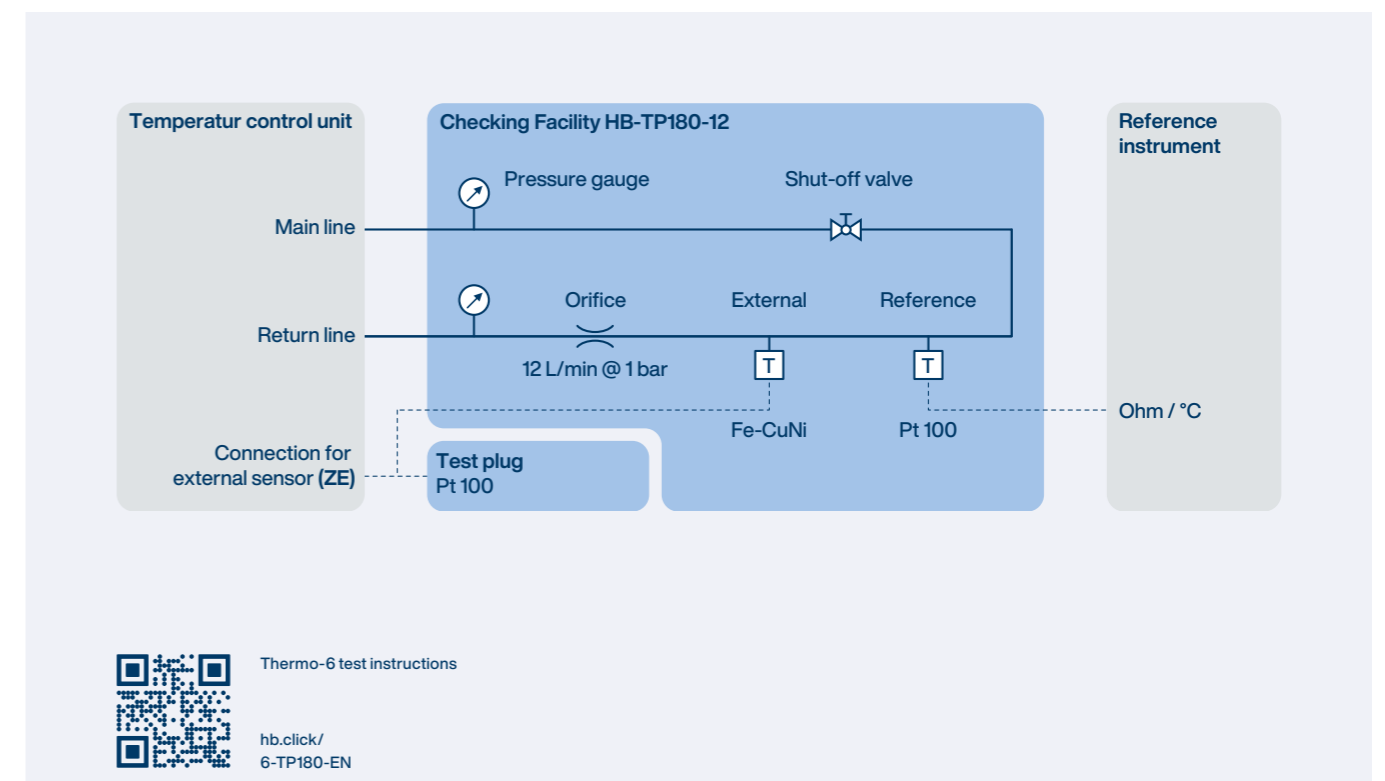 Temperatur control unit
Checking Facility HB-TP180-12
Reference
instrument
Pressure gauge
Shut-off valve
Main line
Orifice
External
Reference
Return line
12 L/min @ 1 bar
T
T
Ohm / °C
Fe-CuNi
Pt 100
Connection for
external sensor (ZE)
Test plug
Pt 100
Thermo-6 test instructions
hb.click/
6-TP180-EN